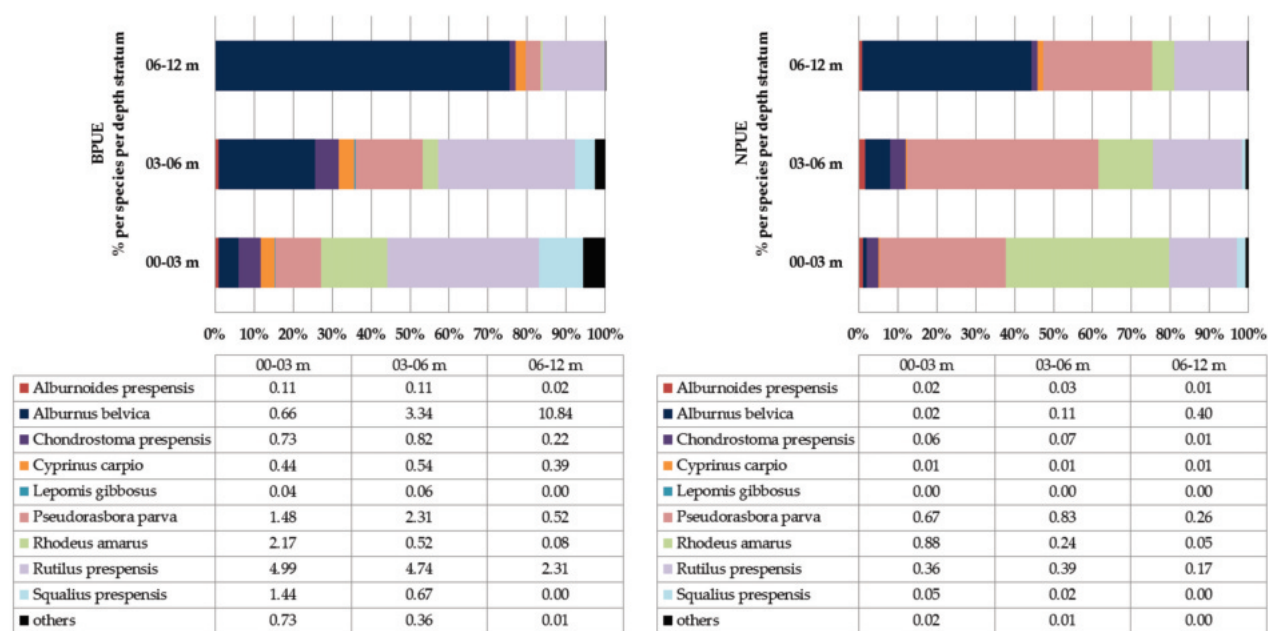 BPUE
% per species per depth stratum
06-12 m
03-06 m
00-03 m
0% 10% 20% 30% 40% 50% 60% 70% 80% 90% 100%
00-03 m 03-06 m 06-12 m
Alburnoides prespensis 0.11 0.11 0.02
Alburnus belvica 0.66 3.34 10.84
Chondrostoma prespensis 0.73 0.82 0.22
Cyprinus carpio 0.44 0.54 0.39
Lepomis gibbosus 0.04 0.06 0.00
Pseudorasbora parva 1.48 2.31 0.52
Rhodeus amarus 2.17 0.52 0.08
Rutilus prespensis 4.99 4.74 2.31
Squalius prespensis 1.44 0.67 0.00
others 0.73 0.36 0.01
NPUE
% per species per depth stratum
06-12 m
03-06 m
00-03 m
0% 10% 20% 30% 40% 50% 60% 70% 80% 90% 100%
00-03 m 03-06 m 06-12 m
Alburnoides prespensis 0.02 0.03 0.01
Alburnus belvica 0.02 0.11 0.40
Chondrostoma prespensis 0.06 0.07 0.01
Cyprinus carpio 0.01 0.01 0.01
Lepomis gibbosus 0.00 0.00 0.00
Pseudorasbora parva 0.67 0.83 0.26
Rhodeus amarus 0.88 0.24 0.05
Rutilus prespensis 0.36 0.39 0.17
Squalius prespensis 0.05 0.02 0.00
others 0.02 0.01 0.00